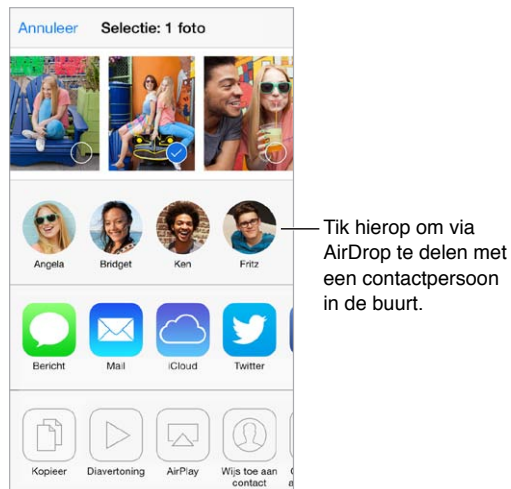 Annuleer Selectie: 1 foto
Angela Bridget Ken Fritz
Tik hierop om via
AirDrop te delen met
een contactpersoon
in de buurt.
Bericht Mail iCloud Twitter
Kopieer Diavertoning AirPlay Wijs toe aan
contact